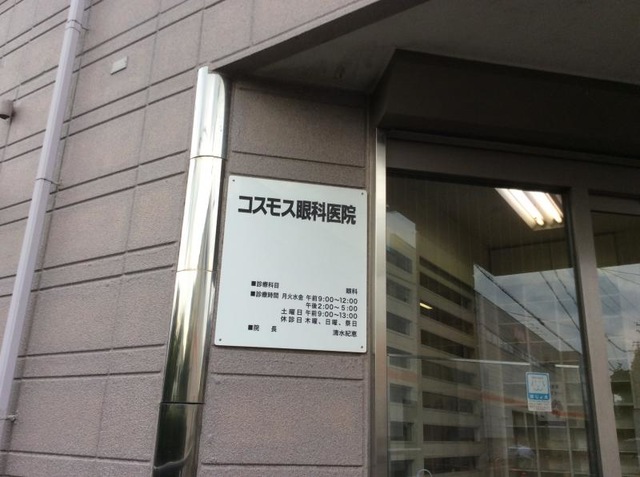 コスモス眼科医院
■診療科目 眼科
■診療時間 月火水金 午前9:00〜12:00
午後2:00〜5:00
土曜日 午前9:00〜13:00
休診日 木曜、日曜、祭日
■院長 清水紀恵